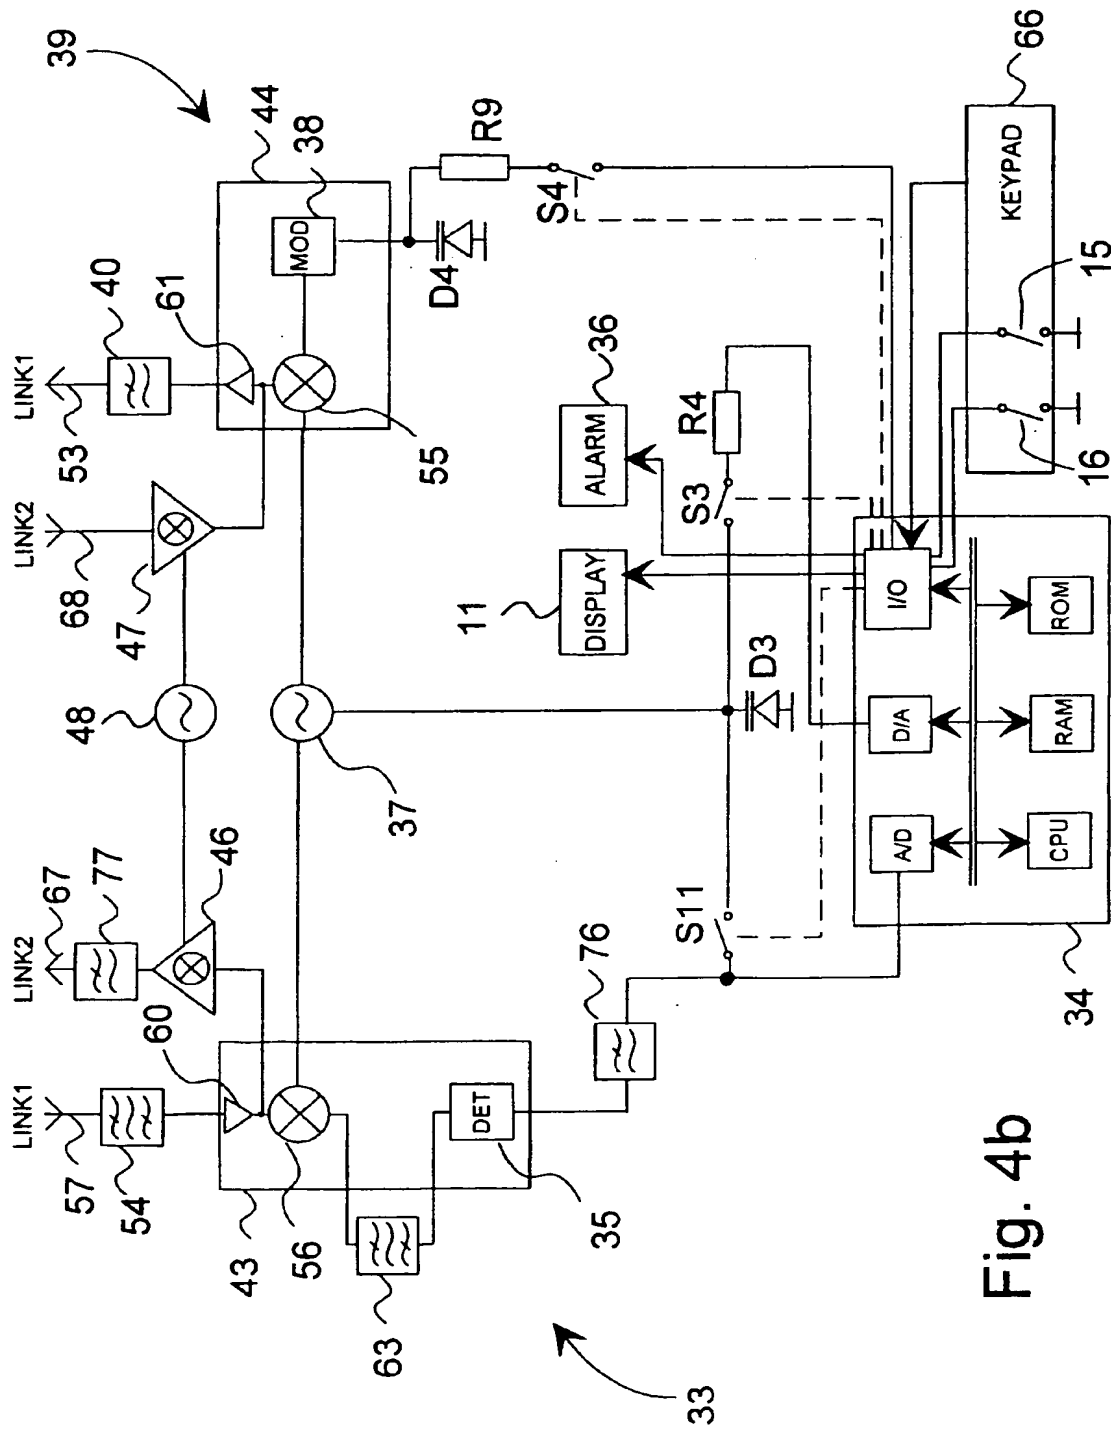 39
LINK1
53
40
61
44
38
MOD
55
LINK2
68
47
48
37
LINK2
67
77
46
LINK1
57
54
60
43
56
63
DET
35
33
R9
S4
D4
ALARM
36
DISPLAY
11
S3
R4
D3
S11
76
KEYPAD
66
15
16
I/O
D/A
A/D
ROM
RAM
CPU
34
Fig. 4b